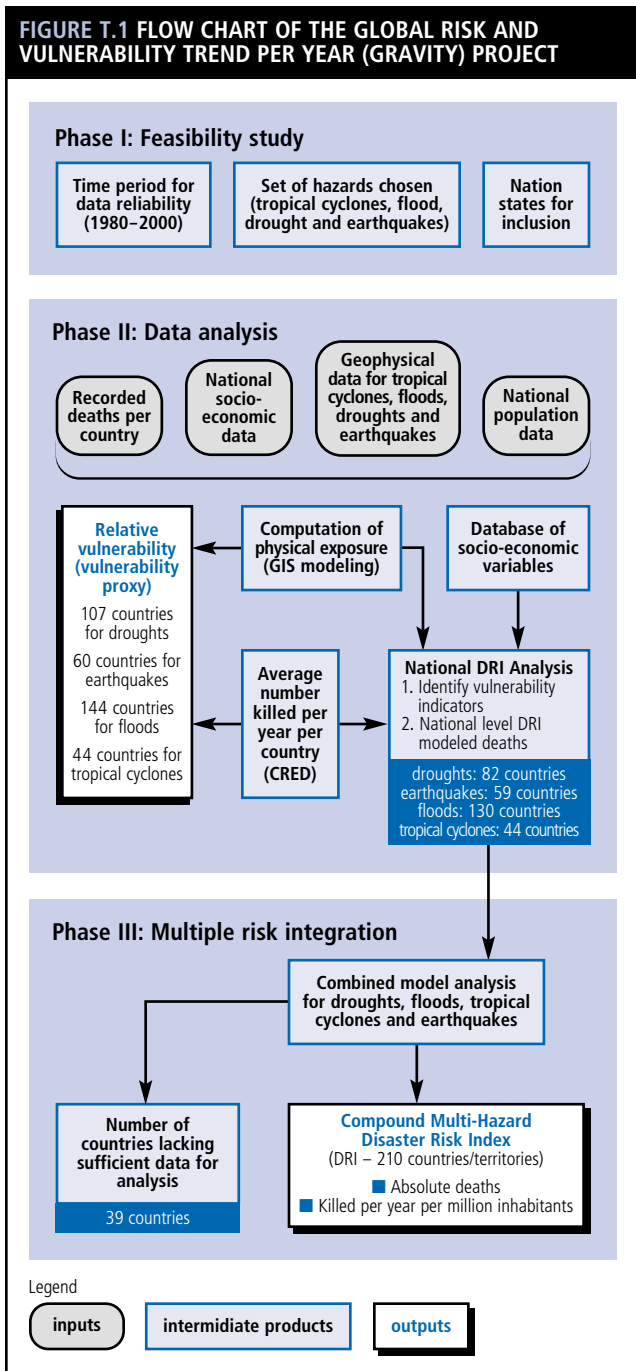 FIGURE T.1 FLOW CHART OF THE GLOBAL RISK AND
VULNERABILITY TREND PER YEAR (GRAVITY) PROJECT
Phase I: Feasibility study
Time period for
data reliability
(1980–2000)
Set of hazards chosen
(tropical cyclones, flood,
drought and earthquakes)
Nation
states for
inclusion
Phase II: Data analysis
Recorded
deaths per
country
National
socio-
economic
data
Geophysical
data for tropical
cyclones, floods,
droughts and
earthquakes
National
population
data
Relative
vulnerability
(vulnerability
proxy)
107 countries
for droughts
60 countries for
earthquakes
144 countries
for floods
44 countries for
tropical cyclones
Computation of
physical exposure
(GIS modeling)
Database of
socio-economic
variables
Average
number
killed per
year per
country
(CRED)
National DRI Analysis
1. Identify vulnerability
indicators
2. National level DRI
modeled deaths
droughts: 82 countries
earthquakes: 59 countries
floods: 130 countries
tropical cyclones: 44 countries
Phase III: Multiple risk integration
Combined model analysis
for droughts, floods, tropical
cyclones and earthquakes
Number of
countries lacking
sufficient data for
analysis
39 countries
Compound Multi-Hazard
Disaster Risk Index
(DRI – 210 countries/territories)
■ Absolute deaths
■ Killed per year per million inhabitants
Legend
inputs
intermidiate products
outputs